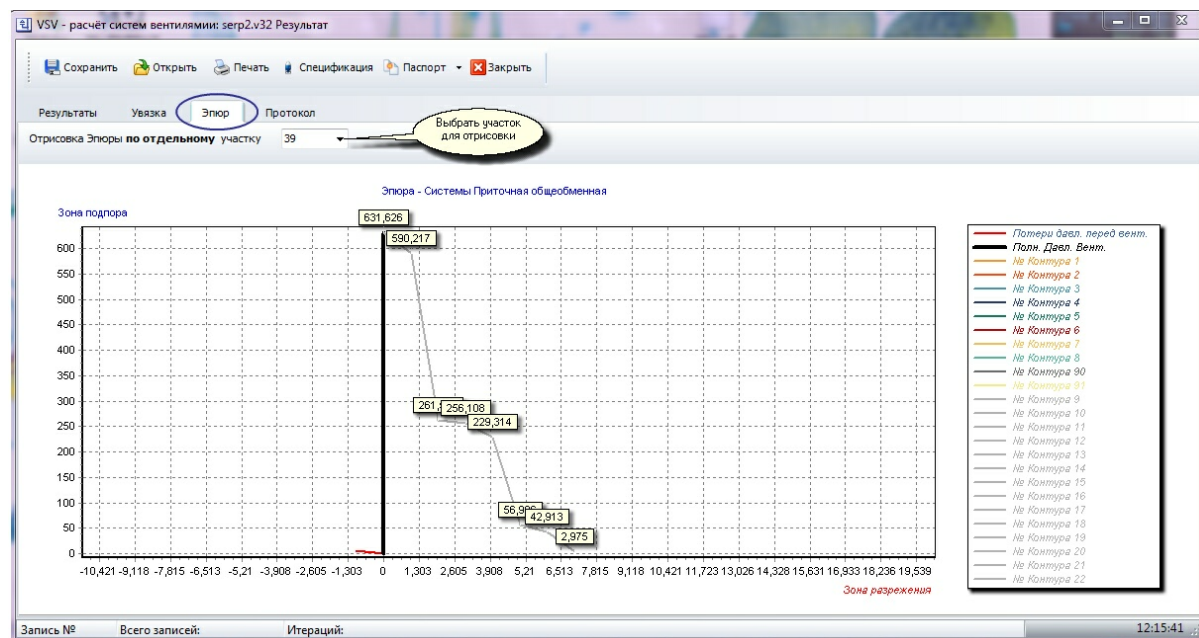 VSV - расчёт систем вентилямии: serp2.v32 Результат
Сохранить Открыть Печать Спецификация Паспорт Закрыть
Результаты Увязка Эпюр Протокол
Отрисовка Эпюры по отдельному участку 39
Выбрать участок
для отрисовки
Эпюра - Системы Приточная общеобменная
Зона подпора
631,626
590,217
256,108
229,314
42,913
2,975
600
550
500
450
400
350
300
250
200
150
100
50
0
-10,421 -9,118 -7,815 -6,513 -5,21 -3,908 -2,605 -1,303 0 1,303 2,605 3,908 5,21 6,513 7,815 9,118 10,421 11,723 13,026 14,328 15,631 16,933 18,236 19,539
Зона разрежения
Потери давл. перед вент.
Полн. Давл. Вент.
№ Контура 1
№ Контура 2
№ Контура 3
№ Контура 4
№ Контура 5
№ Контура 6
№ Контура 7
№ Контура 8
№ Контура 90
№ Контура 91
№ Контура 9
№ Контура 10
№ Контура 11
№ Контура 12
№ Контура 13
№ Контура 14
№ Контура 15
№ Контура 16
№ Контура 17
№ Контура 18
№ Контура 19
№ Контура 20
№ Контура 21
№ Контура 22
Запись № Всего записей: Итераций: 12:15:41